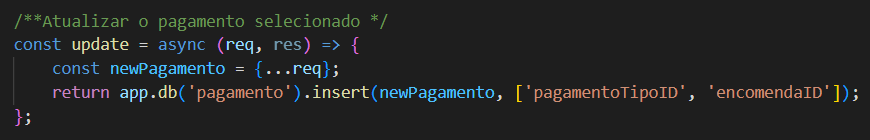 /**Atualizar o pagamento selecionado */
const update = async (req, res) => {
    const newPagamento = {...req};
    return app.db('pagamento').insert(newPagamento, ['pagamentoTipoID', 'encomendaID']);
};